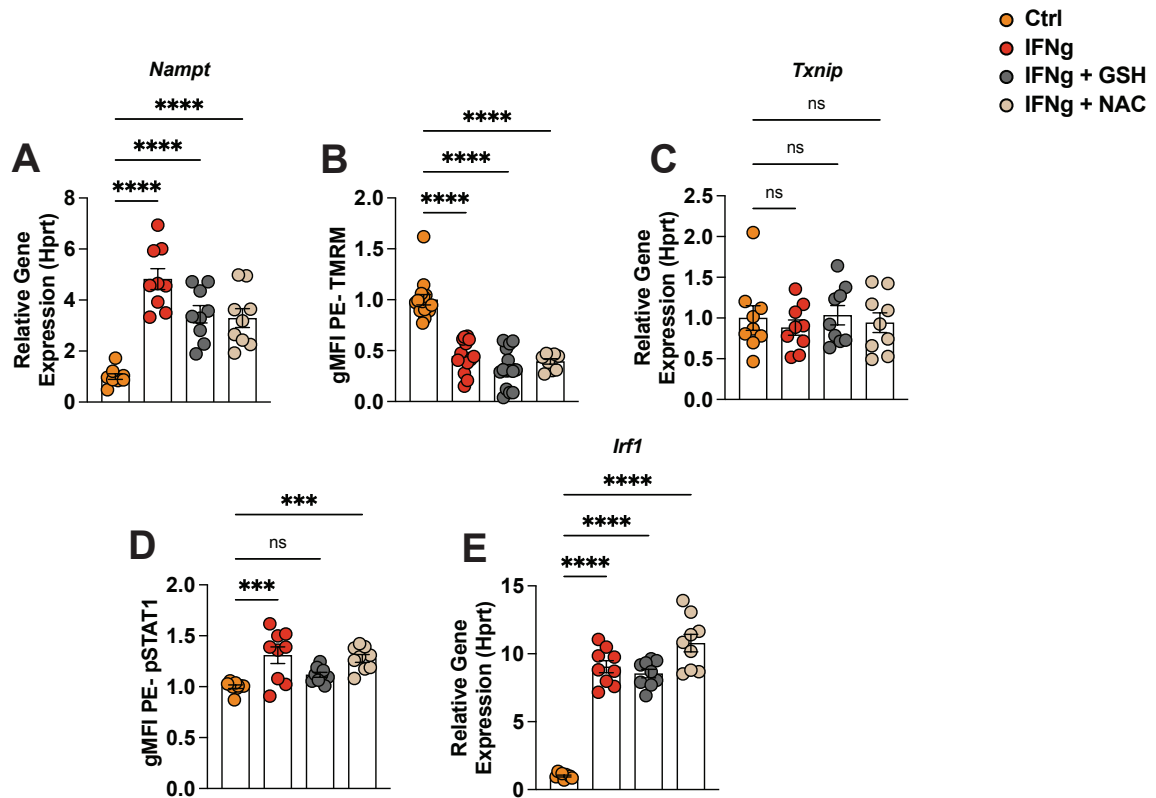 Ctrl
IFNg
IFNg + GSH
IFNg + NAC
Nampt
****
****
****
A
8
6
4
2
0
Relative Gene
Expression (Hprt)
B
****
****
****
2.0
1.5
1.0
0.5
0.0
gMFI PE- TMRM
Txnip
ns
ns
ns
C
2.5
2.0
1.5
1.0
0.5
0.0
Relative Gene
Expression (Hprt)
D
***
ns
***
2.0
1.5
1.0
0.5
0.0
gMFI PE- pSTAT1
Irf1
****
****
****
E
15
10
5
0
Relative Gene
Expression (Hprt)